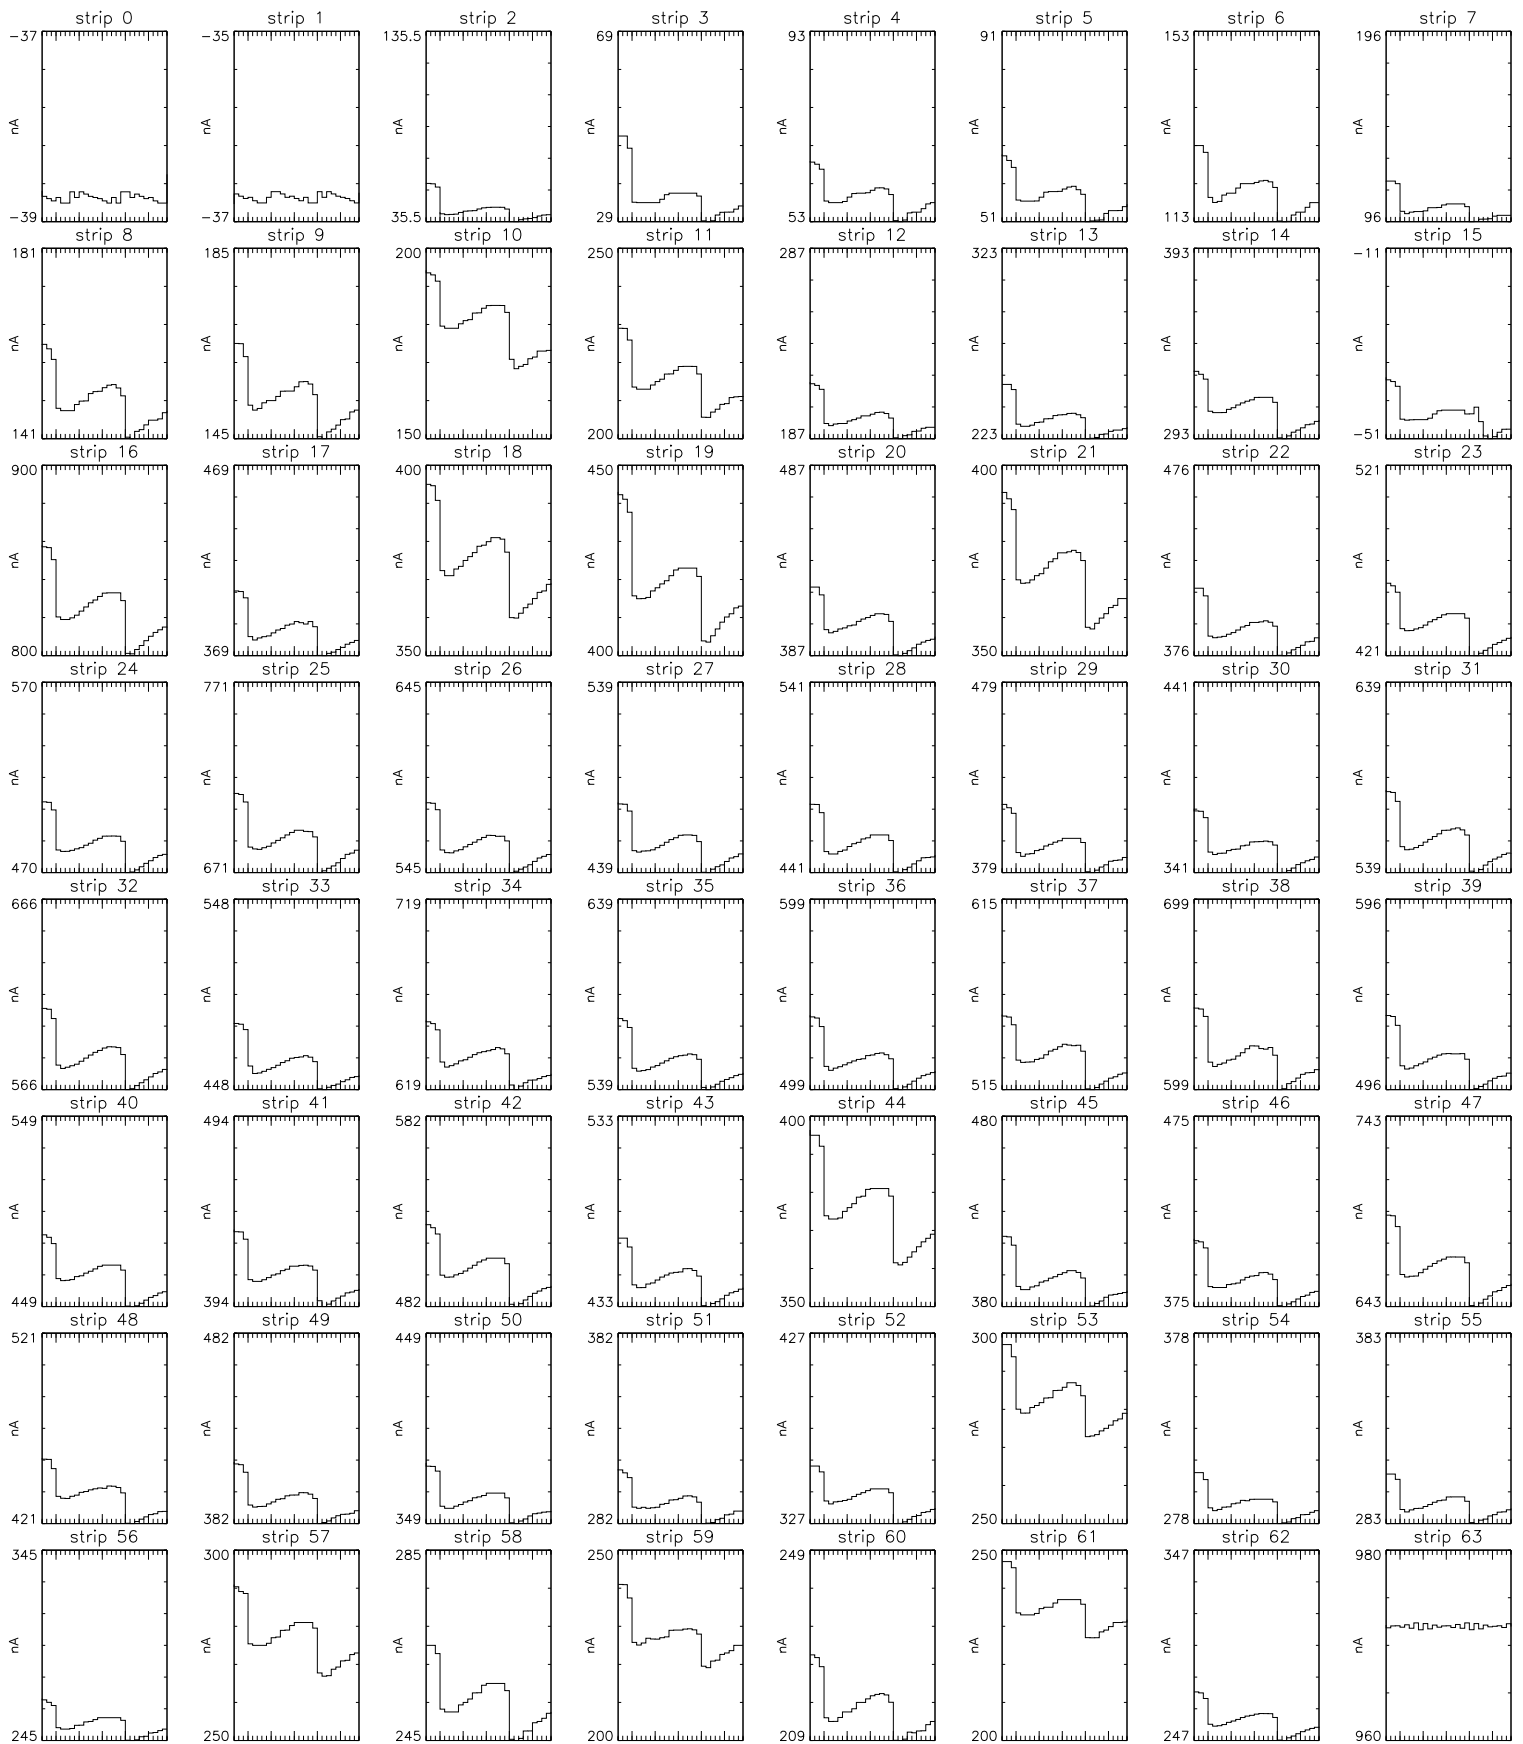 strip 0 strip 1 strip 2 strip 3 strip 4 strip 5 strip 6 strip 7
−37 −35 135.5 69 93 91 153 196
nA nA nA nA nA nA nA nA
−39 −37 35.5 29 53 51 113 96
strip 8 strip 9 strip 10 strip 11 strip 12 strip 13 strip 14 strip 15
181 185 200 250 287 323 393 −11
nA nA nA nA nA nA nA nA
141 145 150 200 187 223 293 −51
strip 16 strip 17 strip 18 strip 19 strip 20 strip 21 strip 22 strip 23
900 469 400 450 487 400 476 521
nA nA nA nA nA nA nA nA
800 369 350 400 387 350 376 421
strip 24 strip 25 strip 26 strip 27 strip 28 strip 29 strip 30 strip 31
570 771 645 539 541 479 441 639
nA nA nA nA nA nA nA nA
470 671 545 439 441 379 341 539
strip 32 strip 33 strip 34 strip 35 strip 36 strip 37 strip 38 strip 39
666 548 719 639 599 615 699 596
nA nA nA nA nA nA nA nA
566 448 619 539 499 515 599 496
strip 40 strip 41 strip 42 strip 43 strip 44 strip 45 strip 46 strip 47
549 494 582 533 400 480 475 743
nA nA nA nA nA nA nA nA
449 394 482 433 350 380 375 643
strip 48 strip 49 strip 50 strip 51 strip 52 strip 53 strip 54 strip 55
521 482 449 382 427 300 378 383
nA nA nA nA nA nA nA nA
421 382 349 282 327 250 278 283
strip 56 strip 57 strip 58 strip 59 strip 60 strip 61 strip 62 strip 63
345 300 285 250 249 250 347 980
nA nA nA nA nA nA nA nA
245 250 245 200 209 200 247 960